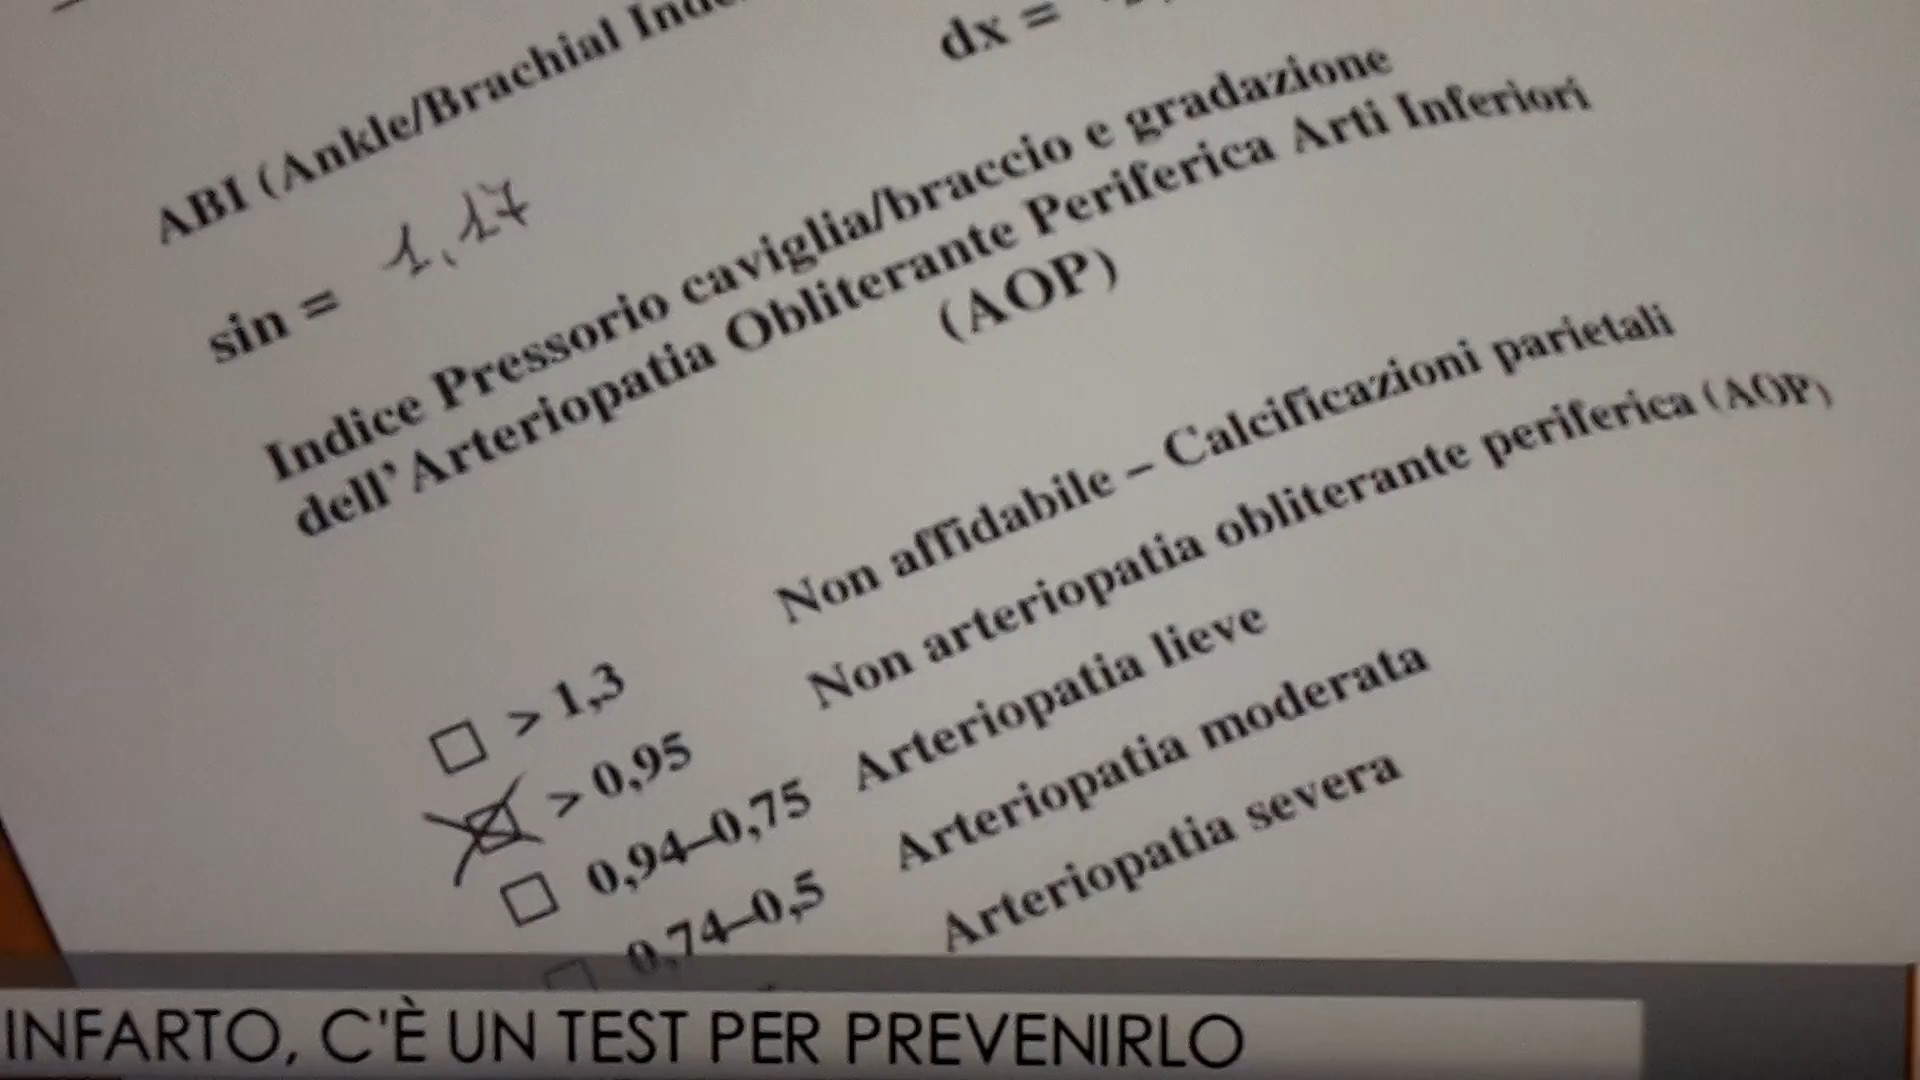 ABI (Ankle/Brachial
dx =
sin = 1,17
Indice Pressorio caviglia/braccio e gradazione
dell'Arteriopatia Obliterante Periferica Arti Inferiori
(AOP)
□ > 1,3 Non affidabile – Calcificazioni parietali
☒ > 0,95 Non arteriopatia obliterante periferica (AOP)
□ 0,94–0,75 Arteriopatia lieve
□ 0,74–0,5 Arteriopatia moderata
Arteriopatia severa
INFARTO, C'È UN TEST PER PREVENIRLO